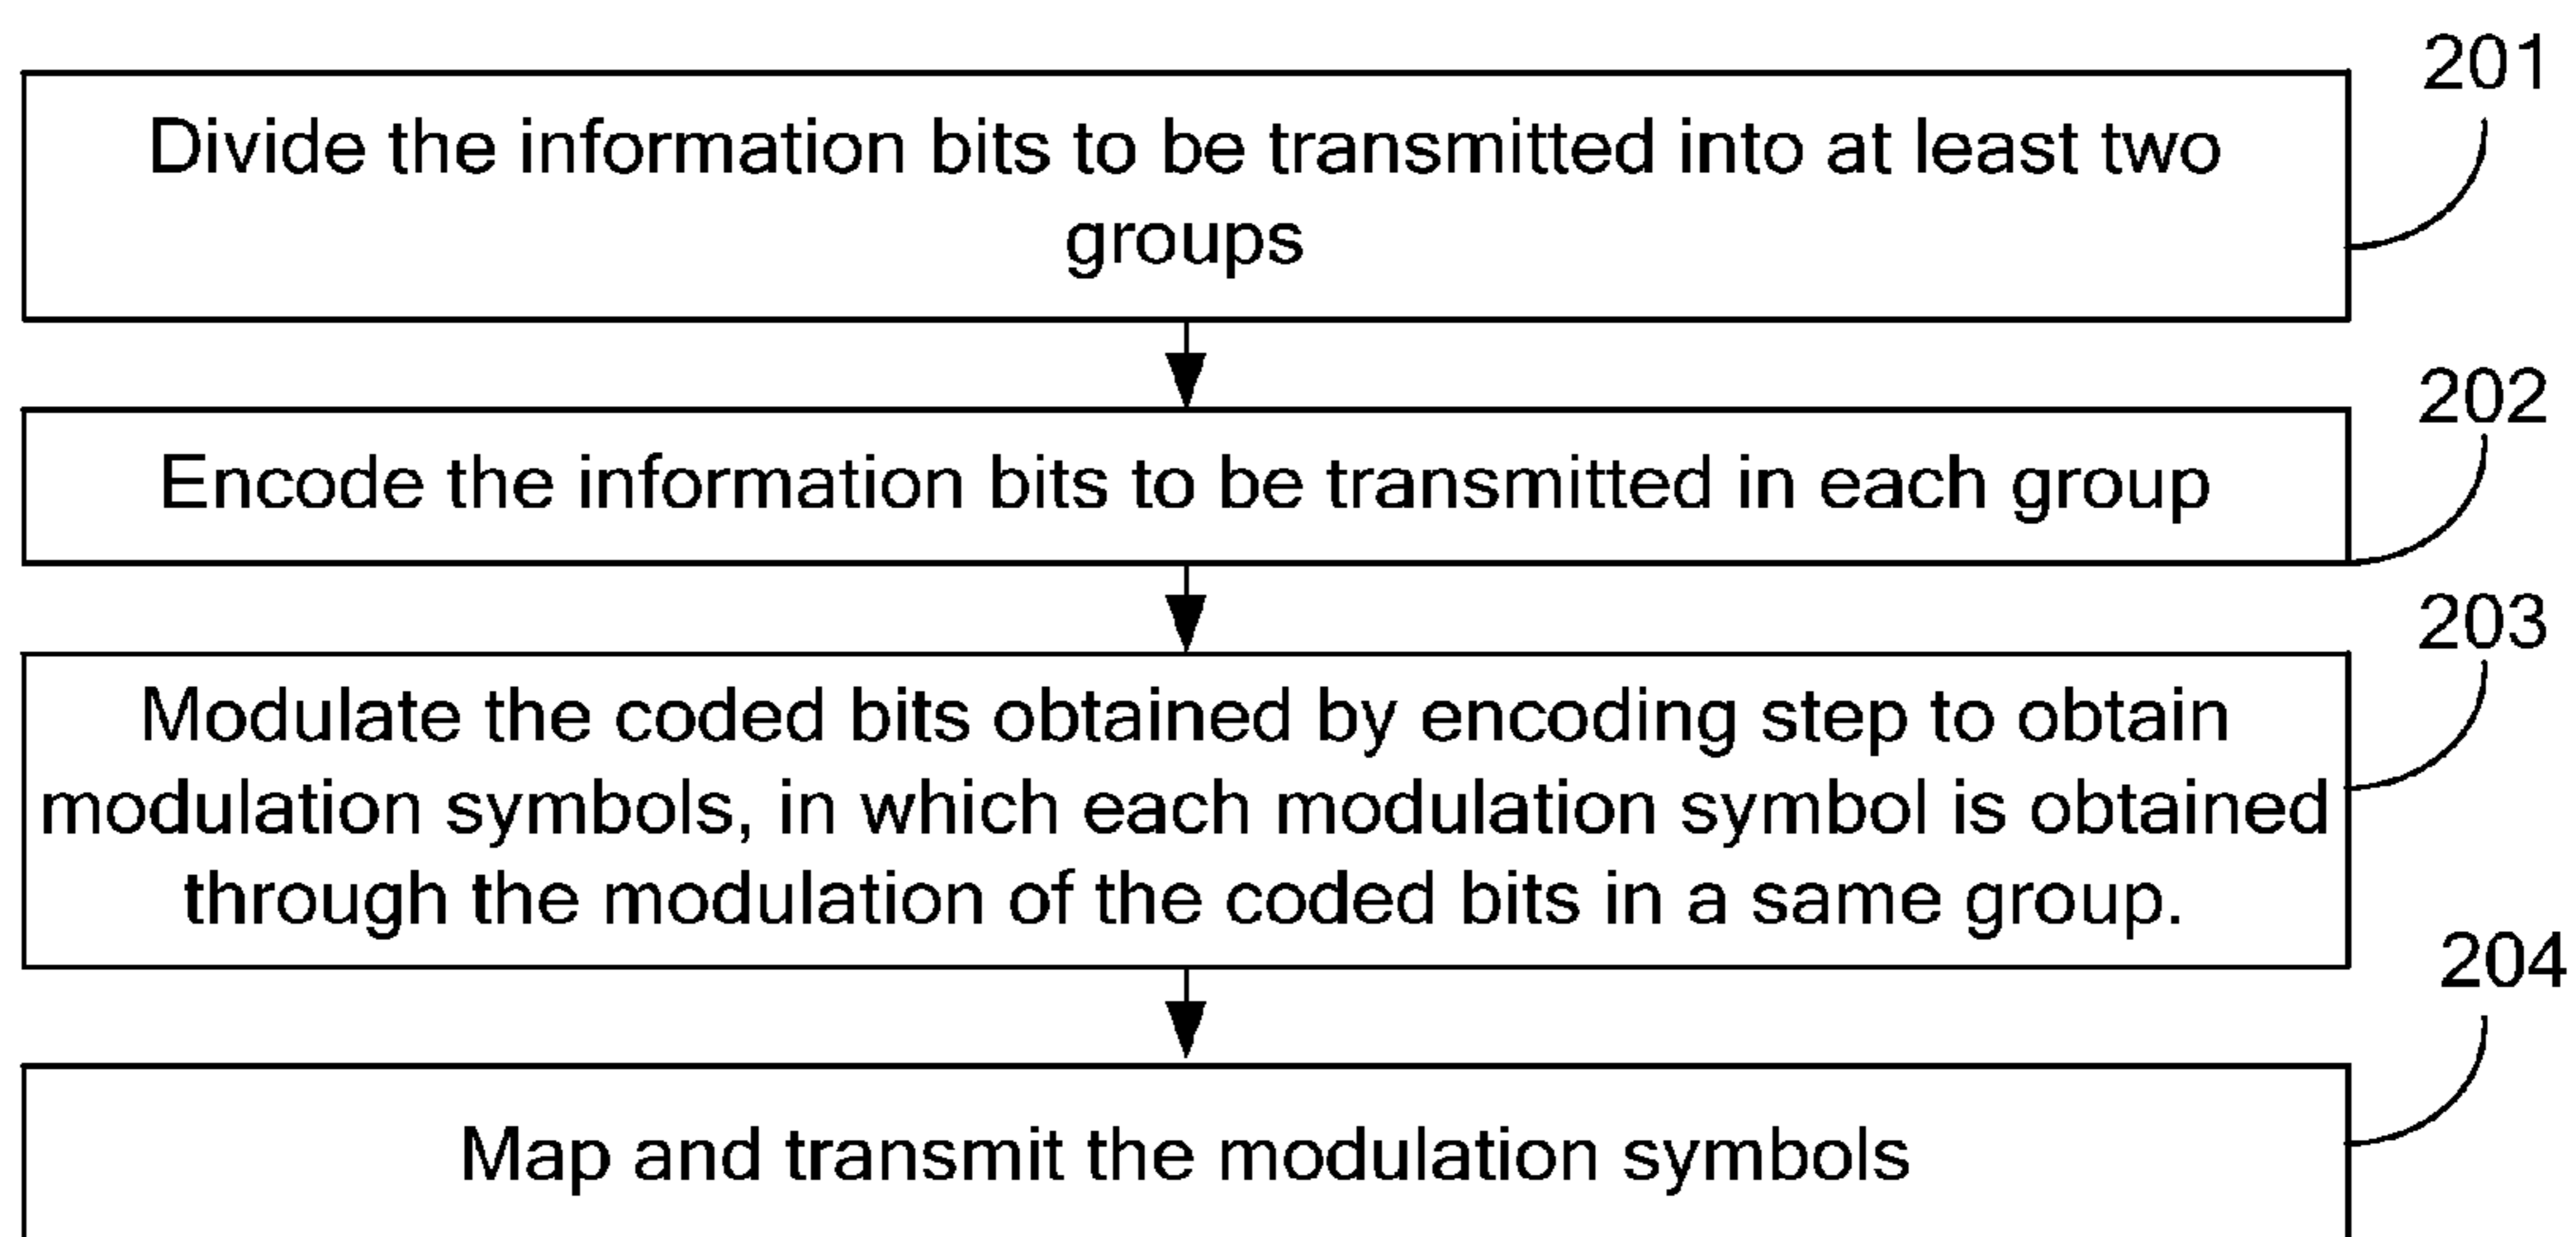 201
Divide the information bits to be transmitted into at least two
groups
202
Encode the information bits to be transmitted in each group
203
Modulate the coded bits obtained by encoding step to obtain
modulation symbols, in which each modulation symbol is obtained
through the modulation of the coded bits in a same group.
204
Map and transmit the modulation symbols